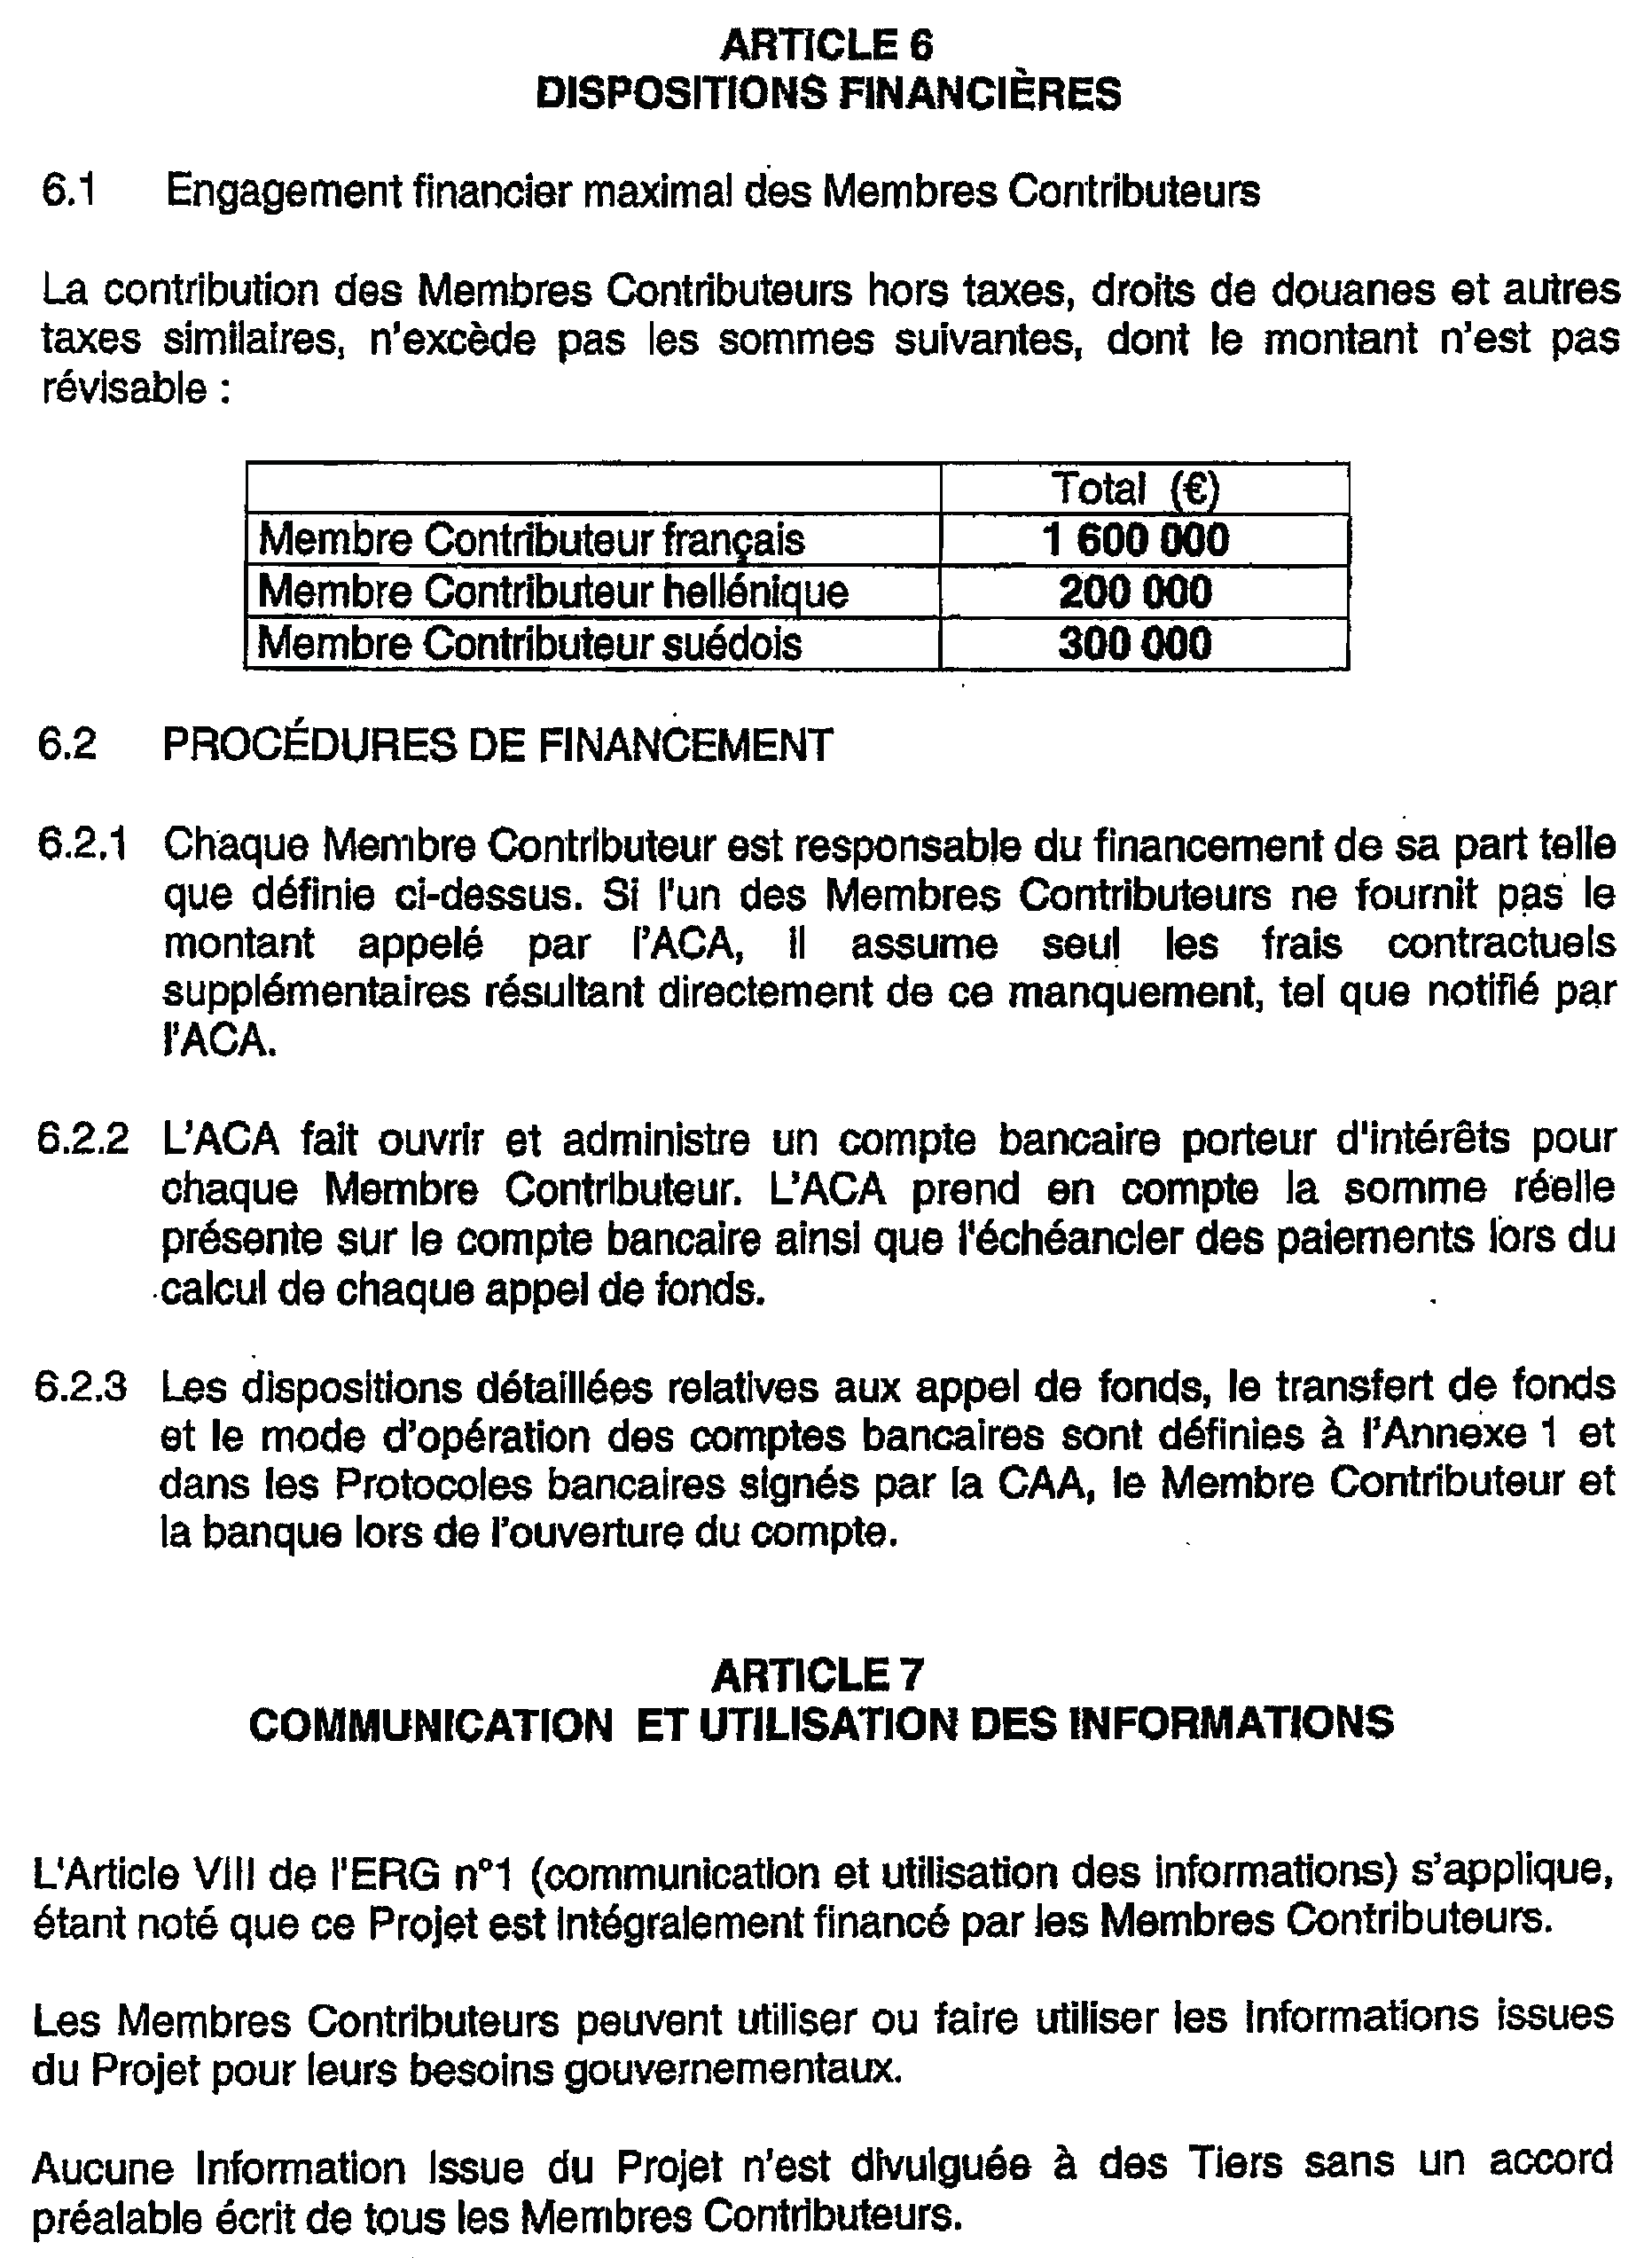 ARTICLE 6
DISPOSITIONS FINANCIÈRES
6.1 Engagement financier maximal des Membres Contributeurs
La contribution des Membres Contributeurs hors taxes, droits de douanes et autres
taxes similaires, n'excède pas les sommes suivantes, dont le montant n'est pas
révisable :
Total (€)
Membre Contributeur français 1 600 000
Membre Contributeur hellénique 200 000
Membre Contributeur suédois 300 000
6.2 PROCÉDURES DE FINANCEMENT
6.2.1 Chaque Membre Contributeur est responsable du financement de sa part telle
que définie ci-dessus. Si l'un des Membres Contributeurs ne fournit pas le
montant appelé par l'ACA, il assume seul les frais contractuels
supplémentaires résultant directement de ce manquement, tel que notifié par
l'ACA.
6.2.2 L'ACA fait ouvrir et administre un compte bancaire porteur d'intérêts pour
chaque Membre Contributeur. L'ACA prend en compte la somme réelle
présente sur le compte bancaire ainsi que l'échéancier des paiements lors du
calcul de chaque appel de fonds.
6.2.3 Les dispositions détaillées relatives aux appel de fonds, le transfert de fonds
et le mode d'opération des comptes bancaires sont définies à l'Annexe 1 et
dans les Protocoles bancaires signés par la CAA, le Membre Contributeur et
la banque lors de l'ouverture du compte.
ARTICLE 7
COMMUNICATION ET UTILISATION DES INFORMATIONS
L'Article VIII de l'ERG n°1 (communication et utilisation des informations) s'applique,
étant noté que ce Projet est intégralement financé par les Membres Contributeurs.
Les Membres Contributeurs peuvent utiliser ou faire utiliser les Informations issues
du Projet pour leurs besoins gouvernementaux.
Aucune Information issue du Projet n'est divulguée à des Tiers sans un accord
préalable écrit de tous les Membres Contributeurs.